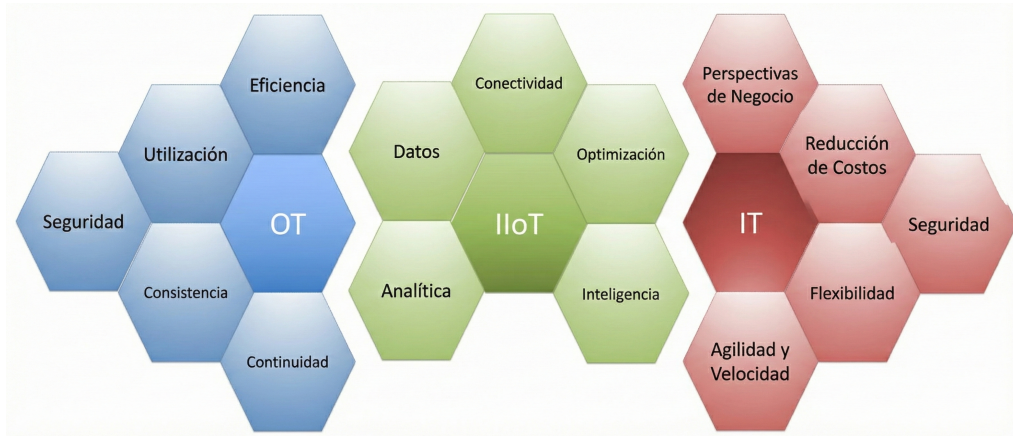 Eficiencia
Utilización
Seguridad
OT
Consistencia
Continuidad
Conectividad
Datos
Optimización
IIoT
Analítica
Inteligencia
Perspectivas
de Negocio
Reducción
de Costos
IT
Seguridad
Flexibilidad
Agilidad y
Velocidad